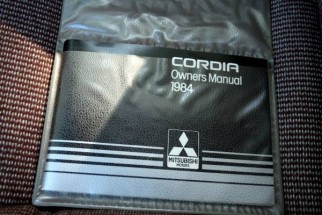 CORDIA
Owners Manual
1984
MITSUBISHI
MOTORS